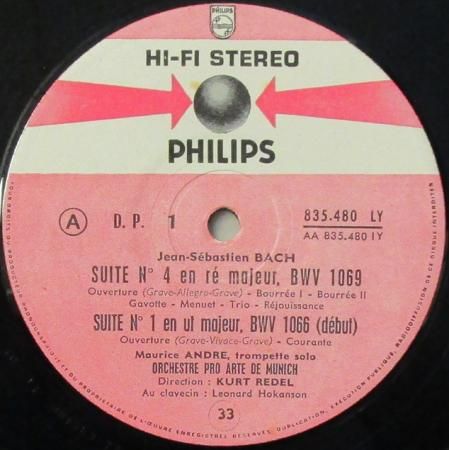 PHILIPS
HI-FI STEREO
PHILIPS
A D. P. 1 835.480 LY
AA 835.480 1Y
Jean-Sébastien BACH
SUITE N° 4 en ré majeur, BWV 1069
Ouverture (Grave-Allegro-Grave) - Bourrée I - Bourrée II
Gavotte - Menuet - Trio - Réjouissance
SUITE N° 1 en ut majeur, BWV 1066 (début)
Ouverture (Grave-Vivace-Grave) - Courante
Maurice ANDRE, trompette solo
ORCHESTRE PRO ARTE DE MUNICH
Direction : KURT REDEL
Au clavecin : Leonard Hokanson
33